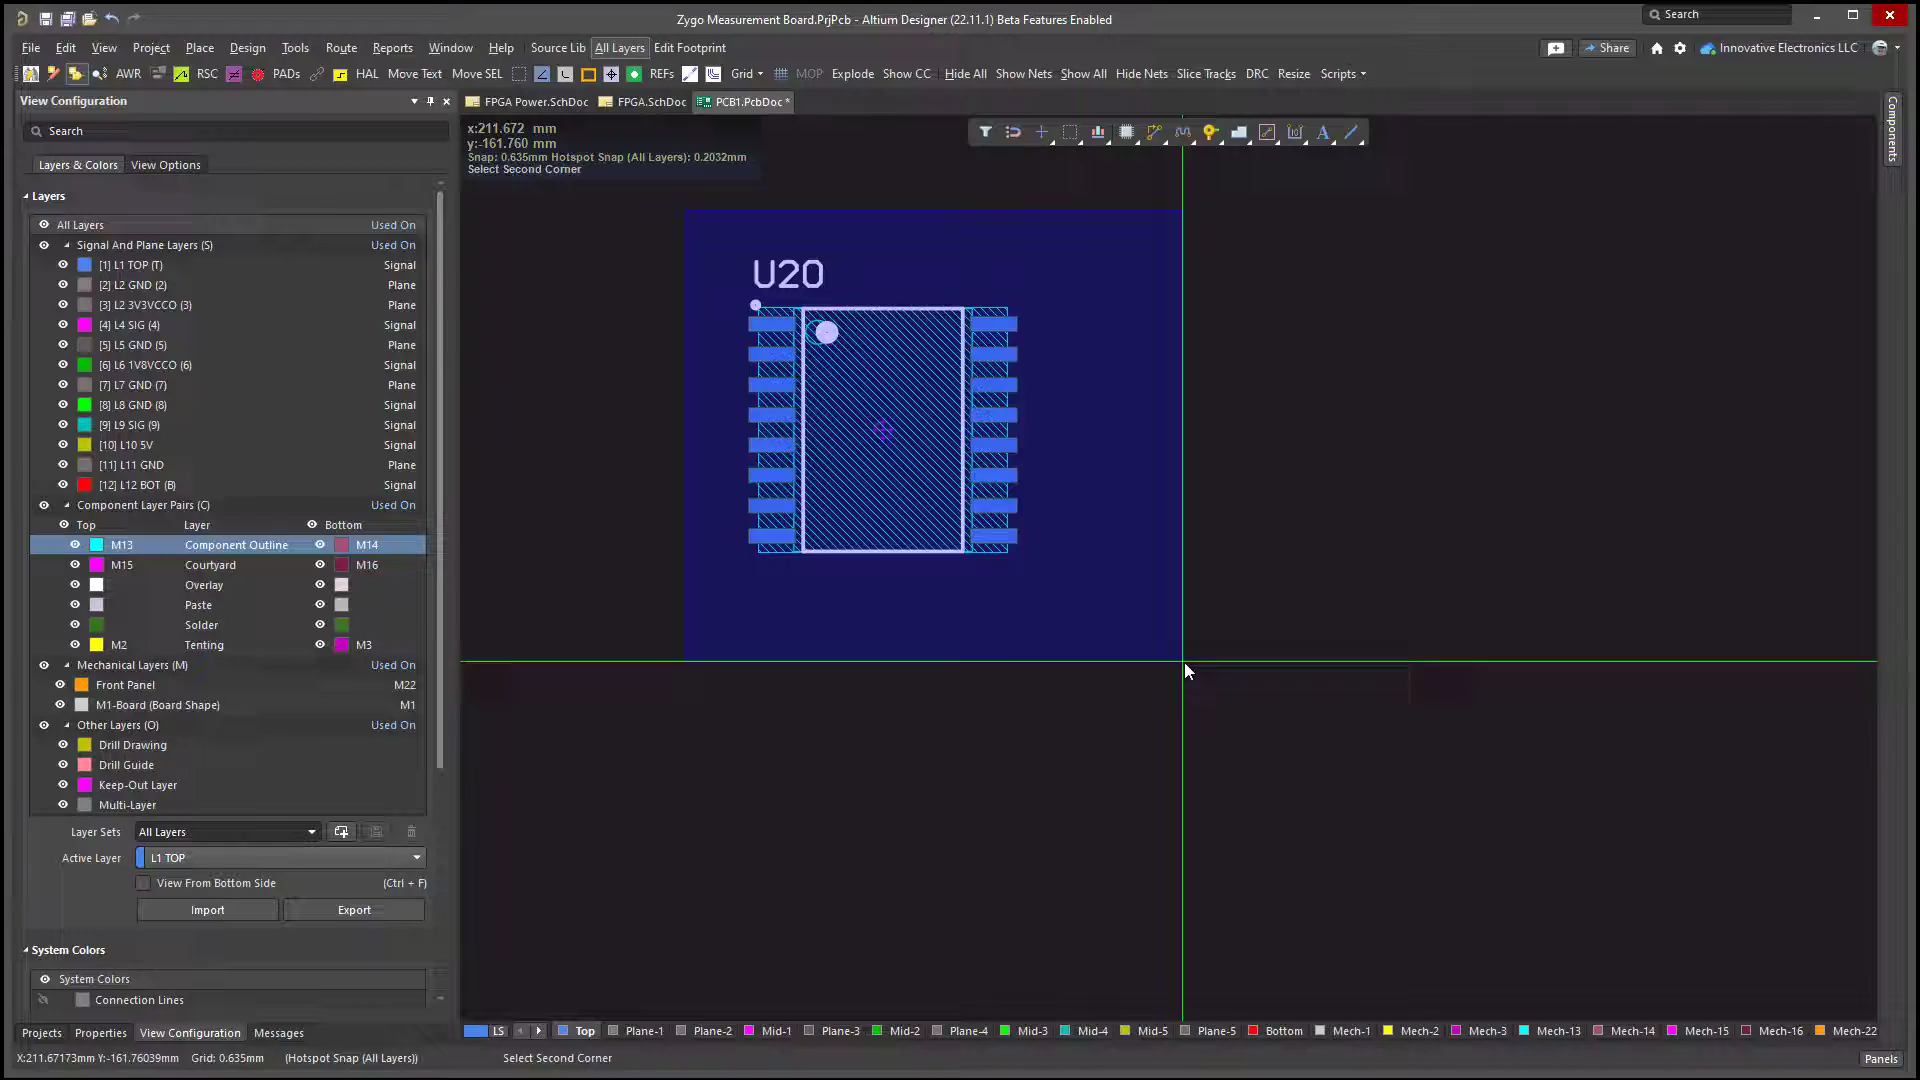 Zygo Measurement Board.PrjPcb - Altium Designer (22.11.1) Beta Features Enabled
Search
File Edit View Project Place Design Tools Route Reports Window Help Source Lib All Layers Edit Footprint
Share
Innovative Electronics LLC
AWR RSC PADs HAL Move Text Move SEL REFs Grid MOP Explode Show CC Hide All Show Nets Show All Hide Nets Slice Tracks DRC Resize Scripts
View Configuration
FPGA Power.SchDoc FPGA.SchDoc PCB1.PcbDoc *
Components
Search
x:211.672 mm
y:-161.760 mm
Snap: 0.635mm Hotspot Snap (All Layers): 0.2032mm
Select Second Corner
Layers & Colors View Options
Layers
All Layers Used On
Signal And Plane Layers (S) Used On
[1] L1 TOP (T) Signal
[2] L2 GND (2) Plane
[3] L2 3V3VCCO (3) Plane
[4] L4 SIG (4) Signal
[5] L5 GND (5) Plane
[6] L6 1V8VCCO (6) Signal
[7] L7 GND (7) Plane
[8] L8 GND (8) Signal
[9] L9 SIG (9) Signal
[10] L10 5V Signal
[11] L11 GND Plane
[12] L12 BOT (B) Signal
Component Layer Pairs (C) Used On
Top Layer Bottom
M13 Component Outline M14
M15 Courtyard M16
Overlay
Paste
Solder
M2 Tenting M3
Mechanical Layers (M) Used On
Front Panel M22
M1-Board (Board Shape) M1
Other Layers (O) Used On
Drill Drawing
Drill Guide
Keep-Out Layer
Multi-Layer
Layer Sets All Layers
Active Layer L1 TOP
View From Bottom Side (Ctrl + F)
Import Export
System Colors
System Colors
Connection Lines
U20
Projects Properties View Configuration Messages
LS Top Plane-1 Plane-2 Mid-1 Plane-3 Mid-2 Plane-4 Mid-3 Mid-4 Mid-5 Plane-5 Bottom Mech-1 Mech-2 Mech-3 Mech-13 Mech-14 Mech-15 Mech-16 Mech-22
X:211.67173mm Y:-161.76039mm Grid: 0.635mm (Hotspot Snap (All Layers)) Select Second Corner
Panels